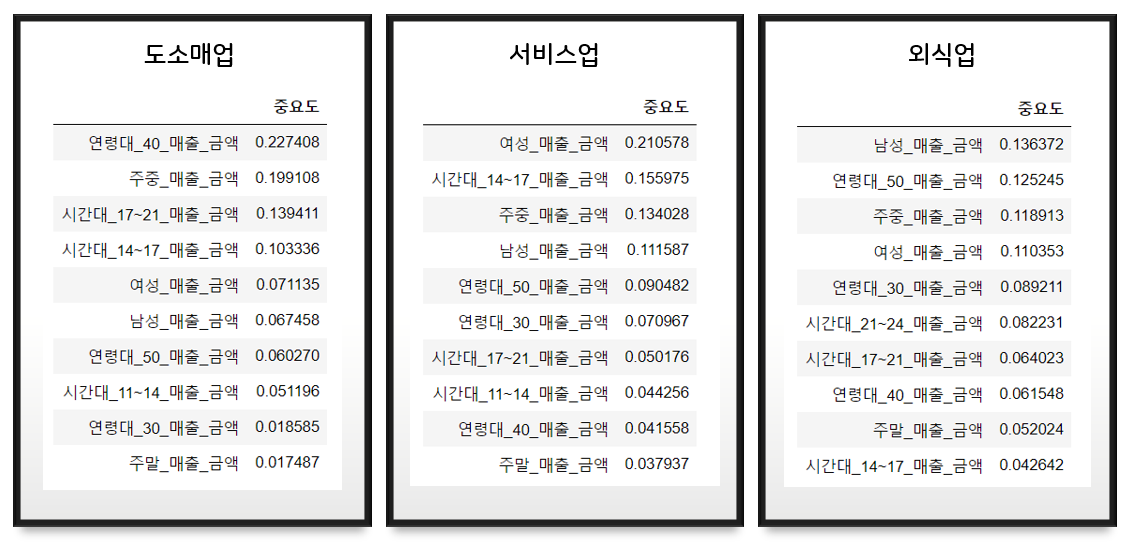 도소매업
중요도
연령대_40_매출_금액 0.227408
주중_매출_금액 0.199108
시간대_17~21_매출_금액 0.139411
시간대_14~17_매출_금액 0.103336
여성_매출_금액 0.071135
남성_매출_금액 0.067458
연령대_50_매출_금액 0.060270
시간대_11~14_매출_금액 0.051196
연령대_30_매출_금액 0.018585
주말_매출_금액 0.017487
서비스업
중요도
여성_매출_금액 0.210578
시간대_14~17_매출_금액 0.155975
주중_매출_금액 0.134028
남성_매출_금액 0.111587
연령대_50_매출_금액 0.090482
연령대_30_매출_금액 0.070967
시간대_17~21_매출_금액 0.050176
시간대_11~14_매출_금액 0.044256
연령대_40_매출_금액 0.041558
주말_매출_금액 0.037937
외식업
중요도
남성_매출_금액 0.136372
연령대_50_매출_금액 0.125245
주중_매출_금액 0.118913
여성_매출_금액 0.110353
연령대_30_매출_금액 0.089211
시간대_21~24_매출_금액 0.082231
시간대_17~21_매출_금액 0.064023
연령대_40_매출_금액 0.061548
주말_매출_금액 0.052024
시간대_14~17_매출_금액 0.042642